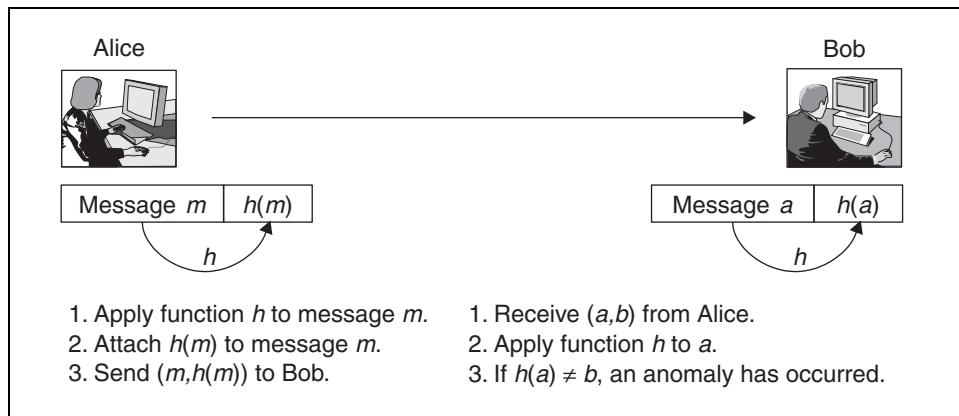 Alice
Bob
Message m
h(m)
Message a
h(a)
h
h
1. Apply function h to message m.
2. Attach h(m) to message m.
3. Send (m,h(m)) to Bob.
1. Receive (a,b) from Alice.
2. Apply function h to a.
3. If h(a) ≠ b, an anomaly has occurred.